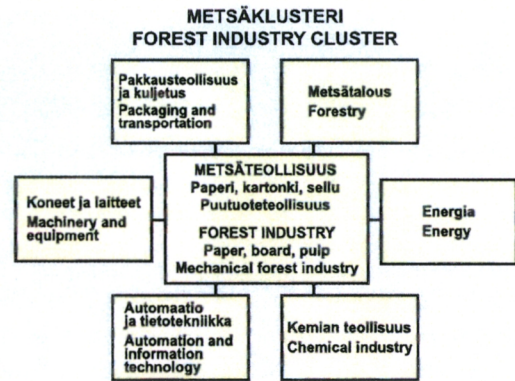 METSÄKLUSTERI
FOREST INDUSTRY CLUSTER
Pakkausteollisuus
ja kuljetus
Packaging and
transportation
Metsätalous
Forestry
METSÄTEOLLISUUS
Paperi, kartonki, sellu
Puutuoteteollisuus
FOREST INDUSTRY
Paper, board, pulp
Mechanical forest industry
Koneet ja laitteet
Machinery and
equipment
Energia
Energy
Automaatio
ja tietotekniikka
Automation and
information
technology
Kemian teollisuus
Chemical industry